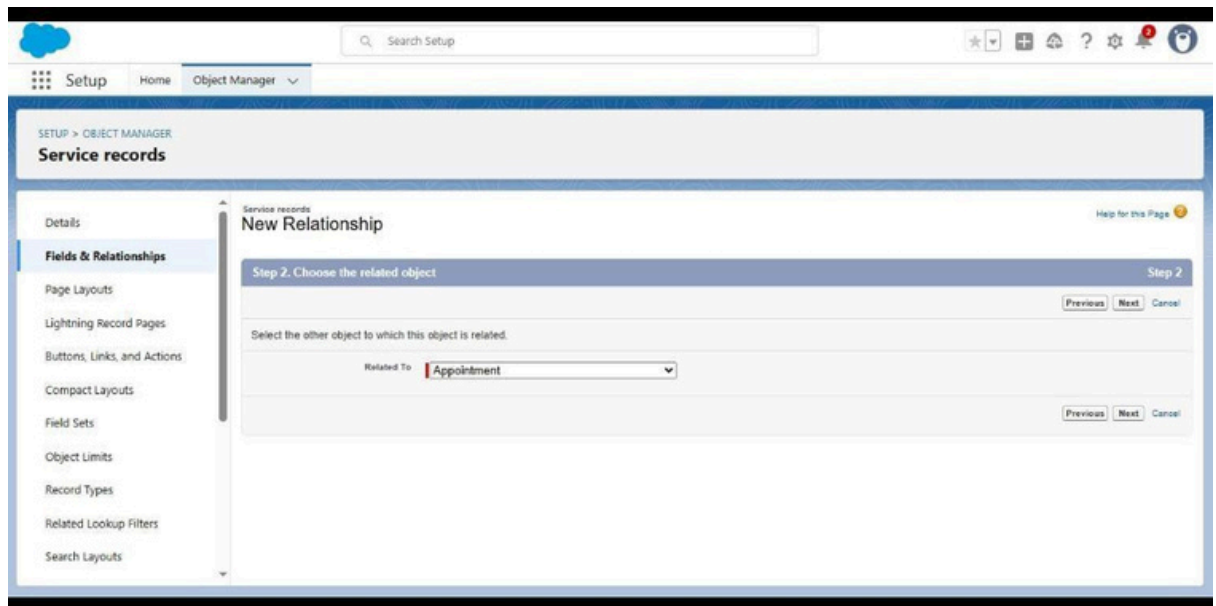 Search Setup
2
Setup Home Object Manager
SETUP > OBJECT MANAGER
Service records
Details
Fields & Relationships
Page Layouts
Lightning Record Pages
Buttons, Links, and Actions
Compact Layouts
Field Sets
Object Limits
Record Types
Related Lookup Filters
Search Layouts
Service records
New Relationship
Help for this Page ?
Step 2. Choose the related object Step 2
Previous Next Cancel
Select the other object to which this object is related.
Related To Appointment
Previous Next Cancel